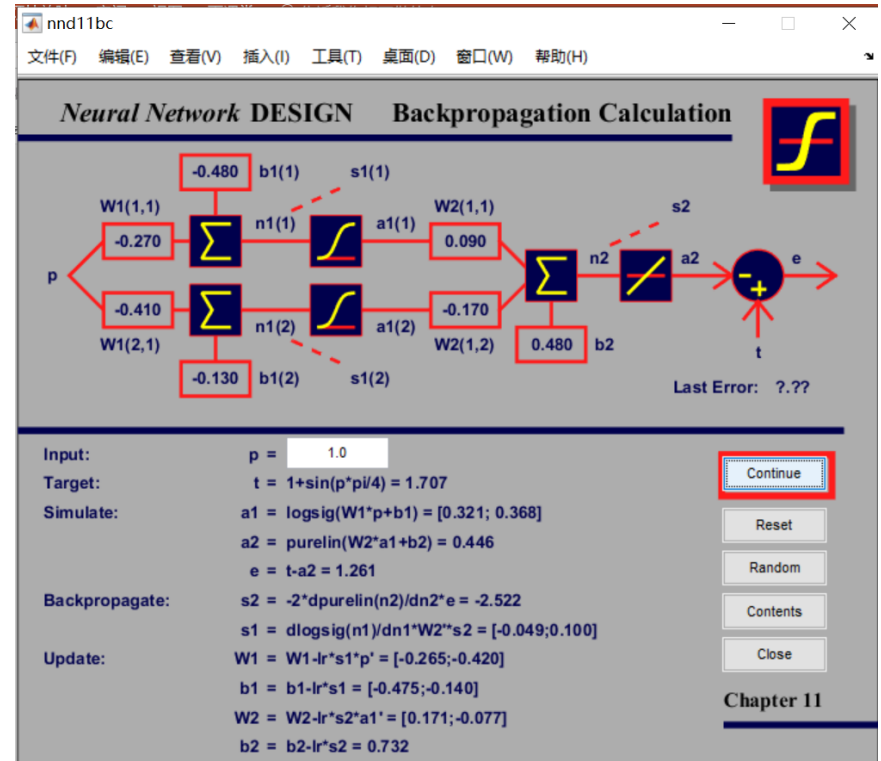 nnd11bc
文件(F) 编辑(E) 查看(V) 插入(I) 工具(T) 桌面(D) 窗口(W) 帮助(H)
Neural Network DESIGN Backpropagation Calculation
-0.480 b1(1) s1(1)
W1(1,1) W2(1,1) s2
n1(1) a1(1)
-0.270 0.090
n2 a2 e
p
-0.410 -0.170
n1(2) a1(2)
W1(2,1) W2(1,2) 0.480 b2
t
-0.130 b1(2) s1(2)
Last Error: ?.??
Input: p = 1.0
Continue
Target: t = 1+sin(p*pi/4) = 1.707
Simulate: a1 = logsig(W1*p+b1) = [0.321; 0.368]
Reset
a2 = purelin(W2*a1+b2) = 0.446
e = t-a2 = 1.261
Random
Backpropagate: s2 = -2*dpurelin(n2)/dn2*e = -2.522
Contents
s1 = dlogsig(n1)/dn1*W2'*s2 = [-0.049;0.100]
Update: W1 = W1-lr*s1*p' = [-0.265;-0.420]
Close
b1 = b1-lr*s1 = [-0.475;-0.140]
Chapter 11
W2 = W2-lr*s2*a1' = [0.171;-0.077]
b2 = b2-lr*s2 = 0.732